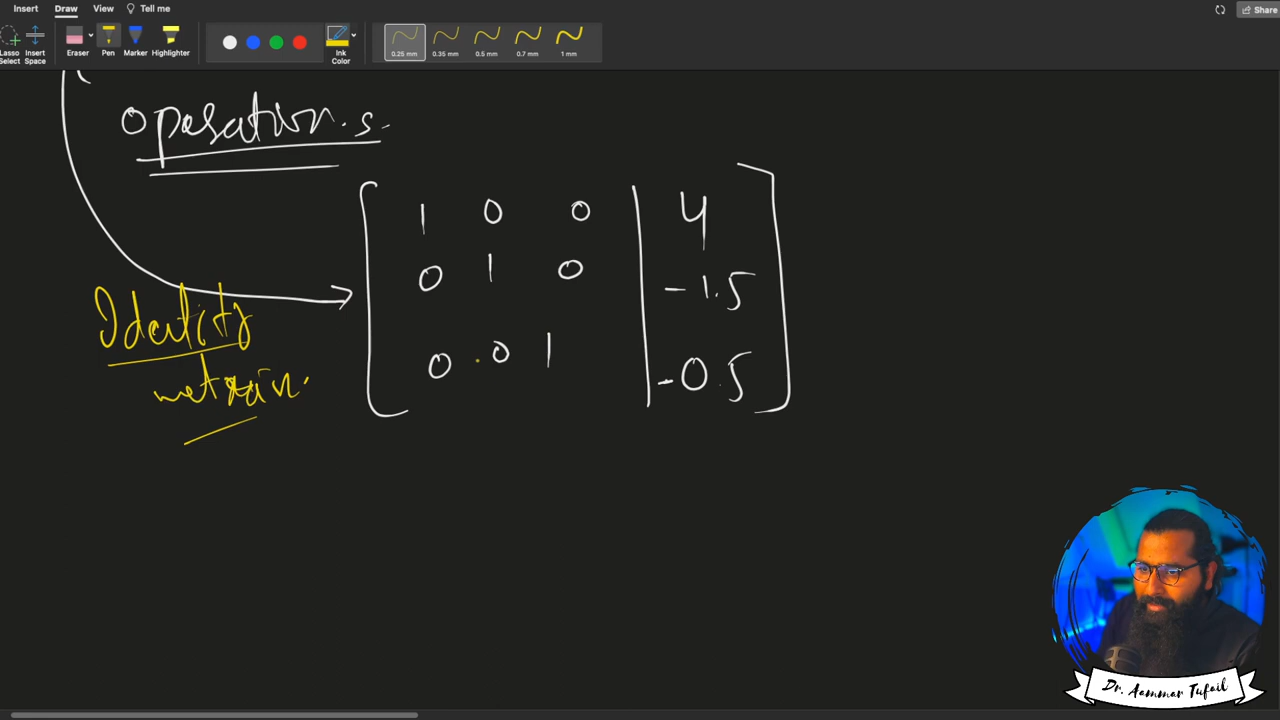 Insert Draw View Tell me Share
Lasso Select Insert Space Eraser Pen Marker Highlighter Ink Color 0.25 mm 0.35 mm 0.5 mm 0.7 mm 1 mm
operation.s.
1 0 0 | 4
0 1 0 | -1.5
0 0 1 | -0.5
Identity
metrix.
Dr. Aammar Tufail